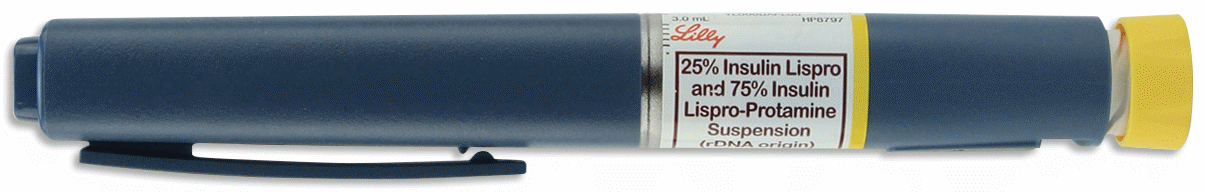 3.0 mL HP8797
Lilly
25% Insulin Lispro
and 75% Insulin
Lispro-Protamine
Suspension
(rDNA origin)